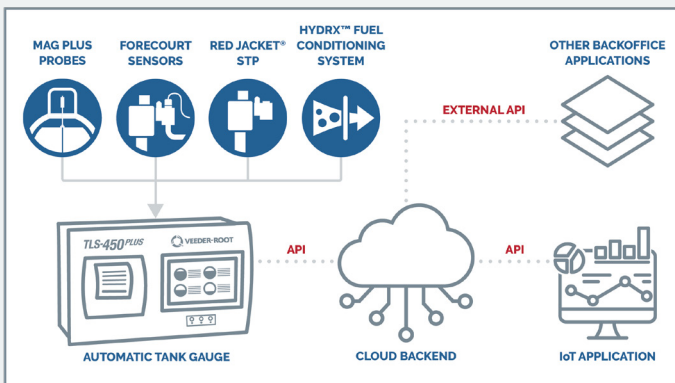 MAG PLUS
PROBES
FORECOURT
SENSORS
RED JACKET®
STP
HYDRX™ FUEL
CONDITIONING
SYSTEM
OTHER BACKOFFICE
APPLICATIONS
EXTERNAL API
TLS-450PLUS
VEEDER-ROOT
API
API
AUTOMATIC TANK GAUGE
CLOUD BACKEND
IoT APPLICATION